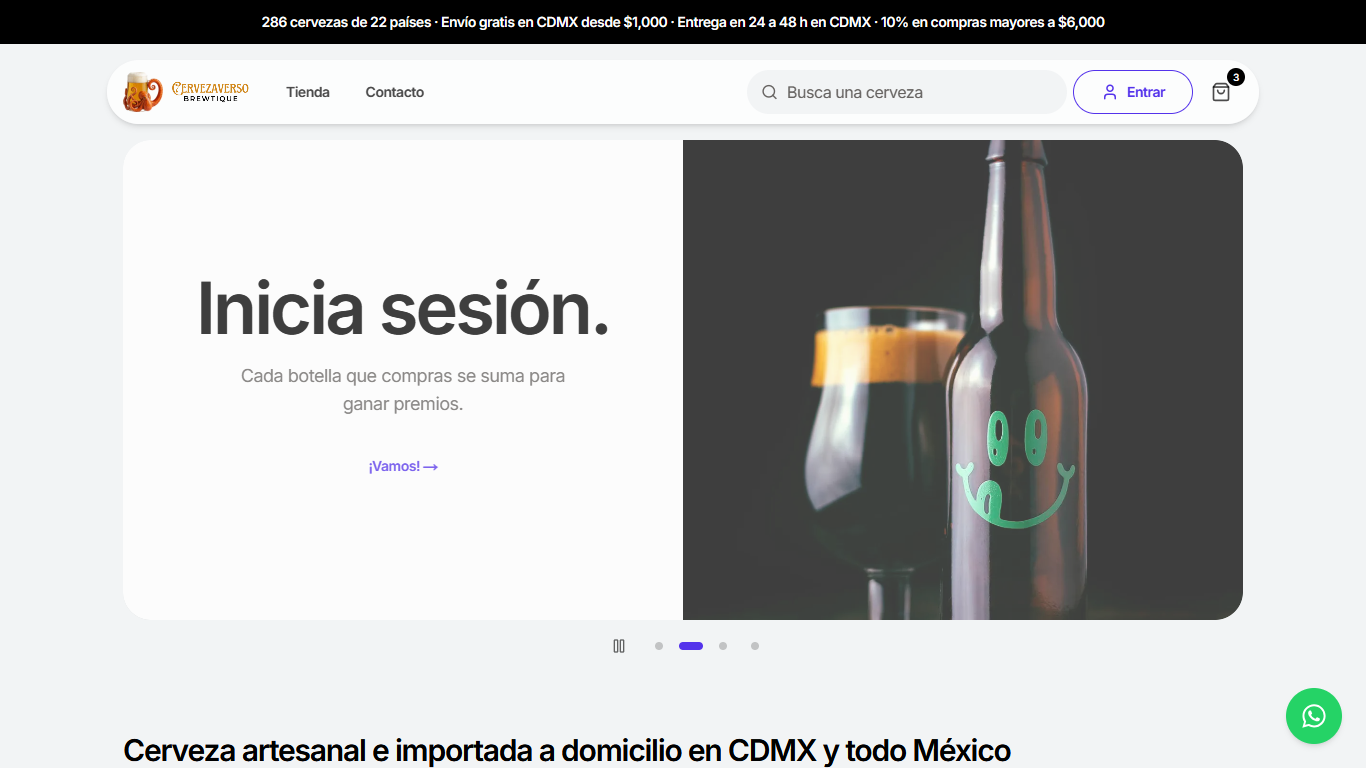 286 cervezas de 22 países · Envío gratis en CDMX desde $1,000 · Entrega en 24 a 48 h en CDMX · 10% en compras mayores a $6,000
CERVEZAVERSO
BREWTIQUE
Tienda
Contacto
Busca una cerveza
Entrar
3
Inicia sesión.
Cada botella que compras se suma para
ganar premios.
¡Vamos! →
Cerveza artesanal e importada a domicilio en CDMX y todo México